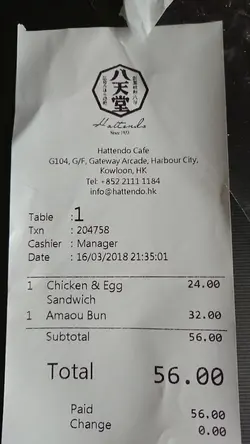 八天堂
Hattendo
Since 1933
Hattendo Cafe
G104, G/F, Gateway Arcade, Harbour City.
Kowloon, HK
Tel: +852 2111 1184
info@hattendo.hk
Table :1
Txn : 204758
Cashier : Manager
Date : 16/03/2018 21:35:01
1 Chicken & Egg 24.00
Sandwich
1 Amaou Bun 32.00
Subtotal 56.00
Total 56.00
Paid 56.00
Change 0.00